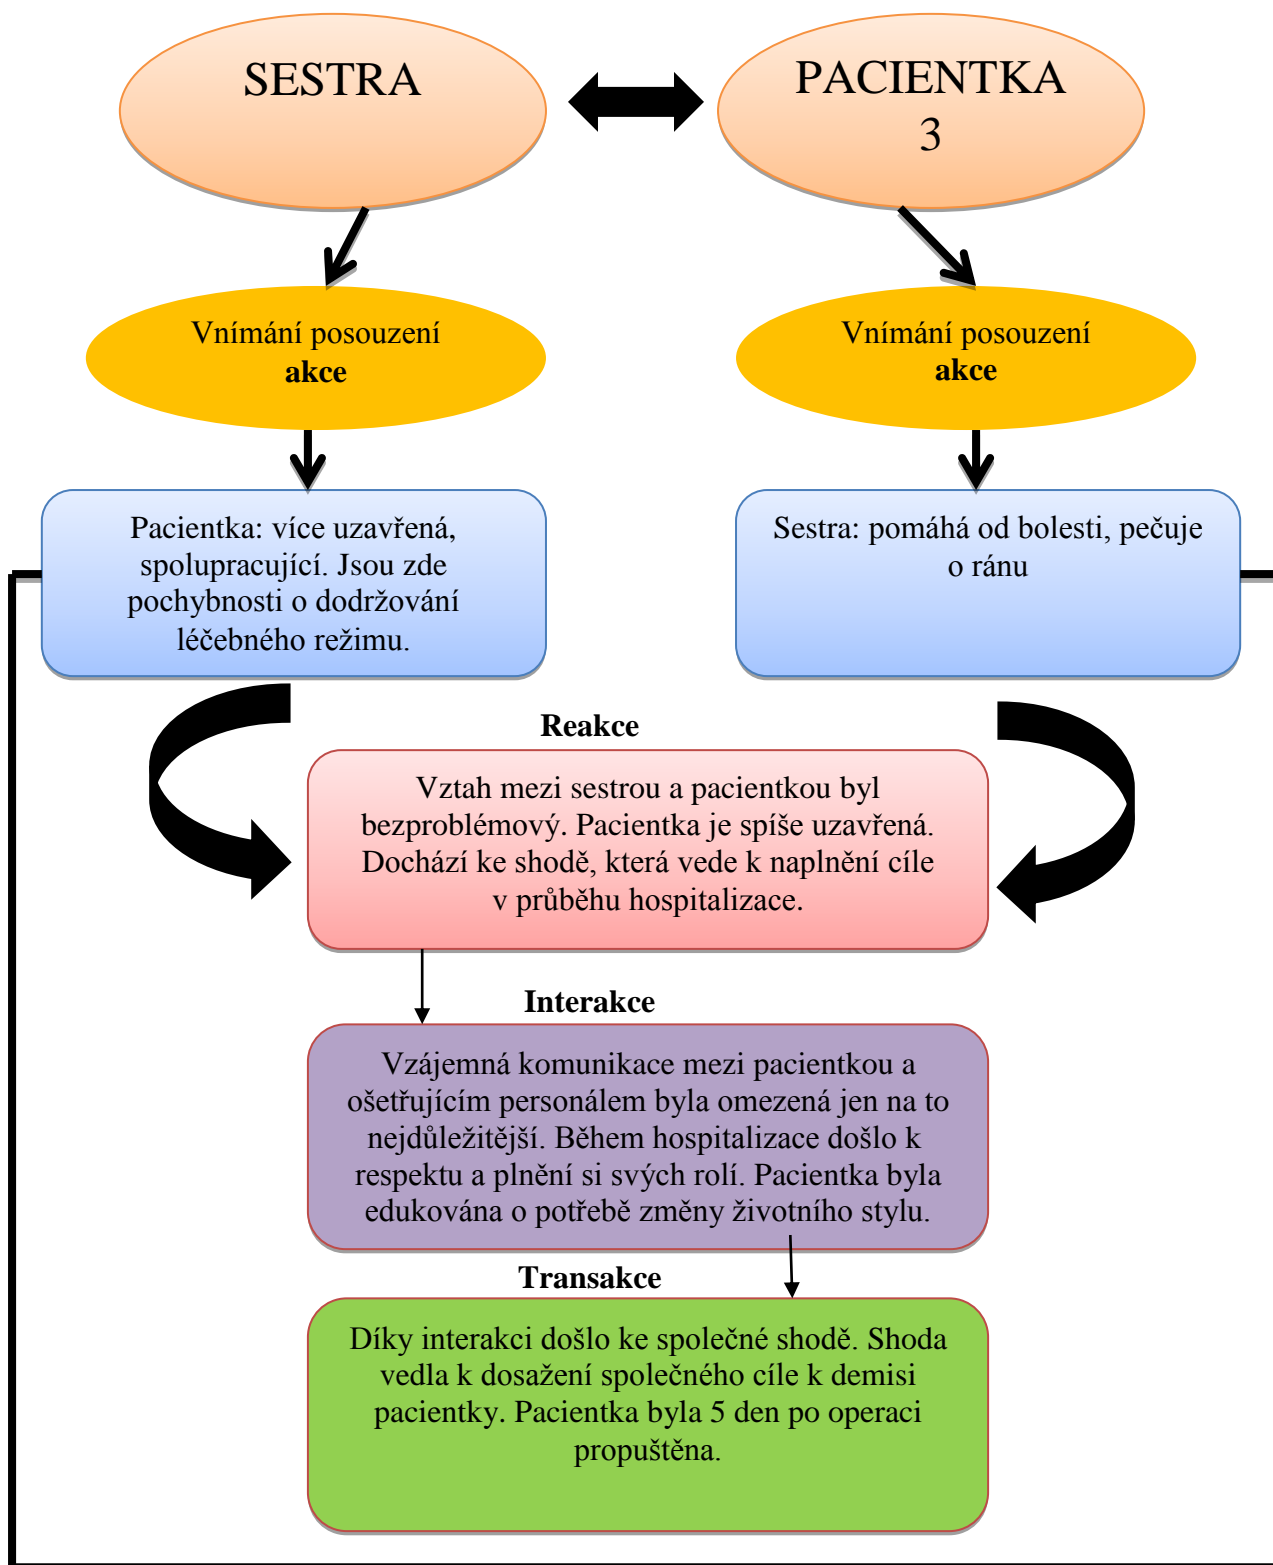 SESTRA
PACIENTKA
3
Vnímání posouzení
akce
Vnímání posouzení
akce
Pacientka: více uzavřená,
spolupracující. Jsou zde
pochybnosti o dodržování
léčebného režimu.
Sestra: pomáhá od bolesti, pečuje
o ránu
Reakce
Vztah mezi sestrou a pacientkou byl
bezproblémový. Pacientka je spíše uzavřená.
Dochází ke shodě, která vede k naplnění cíle
v průběhu hospitalizace.
Interakce
Vzájemná komunikace mezi pacientkou a
ošetřujícím personálem byla omezená jen na to
nejdůležitější. Během hospitalizace došlo k
respektu a plnění si svých rolí. Pacientka byla
edukována o potřebě změny životního stylu.
Transakce
Díky interakci došlo ke společné shodě. Shoda
vedla k dosažení společného cíle k demisi
pacientky. Pacientka byla 5 den po operaci
propuštěna.